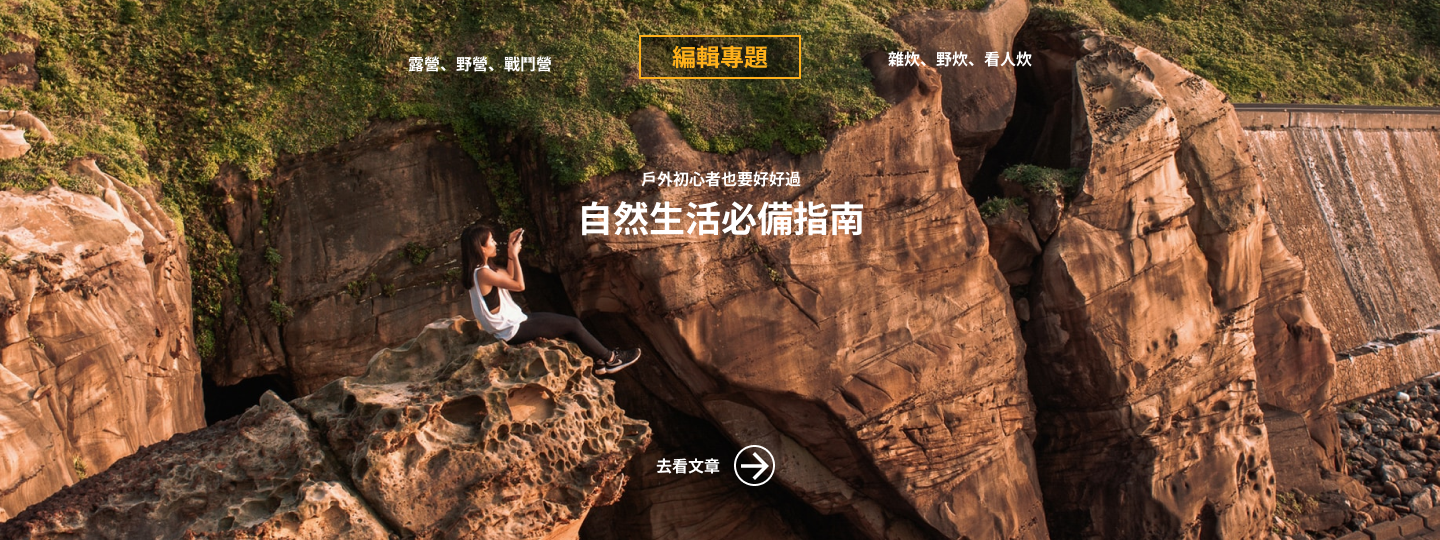 露營、野營、戰鬥營
編輯專題
雜炊、野炊、看人炊
戶外初心者也要好好過
自然生活必備指南
去看文章